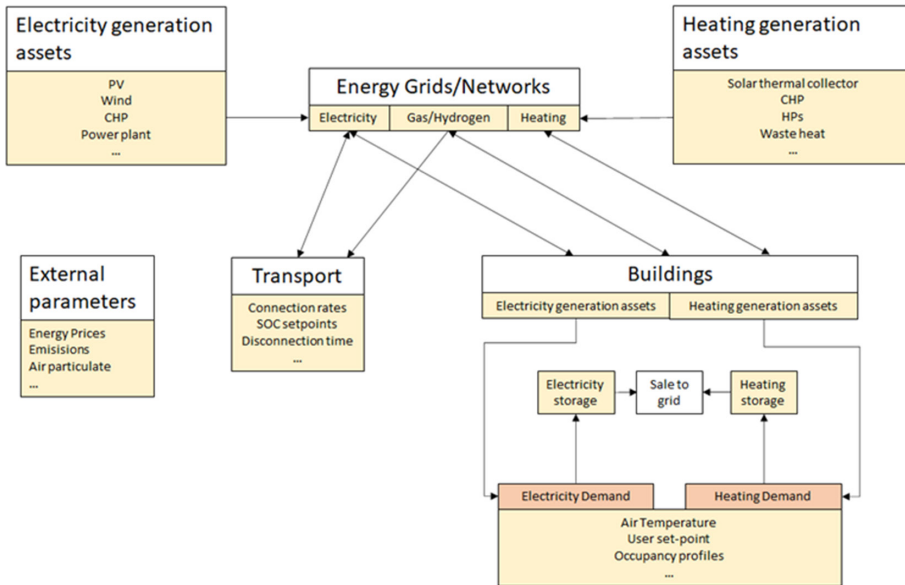 Electricity generation
assets
PV
Wind
CHP
Power plant
...
Energy Grids/Networks
Electricity
Gas/Hydrogen
Heating
Heating generation
assets
Solar thermal collector
CHP
HPs
Waste heat
...
External
parameters
Energy Prices
Emisisions
Air particulate
...
Transport
Connection rates
SOC setpoints
Disconnection time
...
Buildings
Electricity generation assets
Heating generation assets
Electricity
storage
Sale to
grid
Heating
storage
Electricity Demand
Heating Demand
Air Temperature
User set-point
Occupancy profiles
...